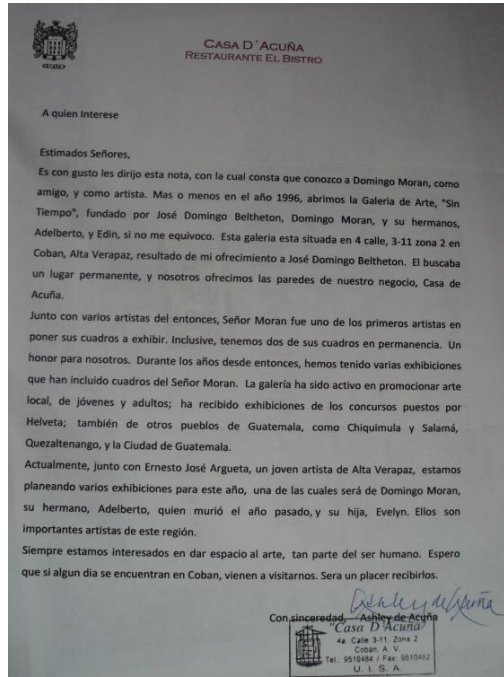 CASA D´ACUÑA
RESTAURANTE EL BISTRO
A quien Interese
Estimados Señores,
Es con gusto les dirijo esta nota, con la cual consta que conozco a Domingo Moran, como
amigo, y como artista. Mas o menos en el año 1996, abrimos la Galeria de Arte, "Sin
Tiempo", fundado por José Domingo Beltheton, Domingo Moran, y su hermanos,
Adelberto, y Edin, si no me equivoco. Esta galeria esta situada en 4 calle, 3-11 zona 2 en
Coban, Alta Verapaz, resultado de mi ofrecimiento a José Domingo Beltheton. El buscaba
un lugar permanente, y nosotros ofrecimos las paredes de nuestro negocio, Casa de
Acuña.
Junto con varios artistas del entonces, Señor Moran fue uno de los primeros artistas en
poner sus cuadros a exhibir. Inclusive, tenemos dos de sus cuadros en permanencia. Un
honor para nosotros. Durante los años desde entonces, hemos tenido varias exhibiciones
que han incluido cuadros del Señor Moran. La galería ha sido activo en promocionar arte
local, de jóvenes y adultos; ha recibido exhibiciones de los concursos puestos por
Helveta; también de otros pueblos de Guatemala, como Chiquimula y Salamá,
Quezaltenango, y la Ciudad de Guatemala.
Actualmente, junto con Ernesto José Argueta, un joven artista de Alta Verapaz, estamos
planeando varios exhibiciones para este año, una de las cuales será de Domingo Moran,
su hermano, Adelberto, quien murió el año pasado, y su hija, Evelyn. Ellos son
importantes artistas de este región.
Siempre estamos interesados en dar espacio al arte, tan parte del ser humano. Espero
que si algun dia se encuentran en Coban, vienen a visitarnos. Sera un placer recibirlos.
Ashley de Acuña
Con sinceredad, Ashley de Acuña
"Casa D'Acuña"
4a. Calle 3-11, Zona 2
Cobán, A. V.
Tel.: 9510484 / Fax: 9510482
U. I. S. A.